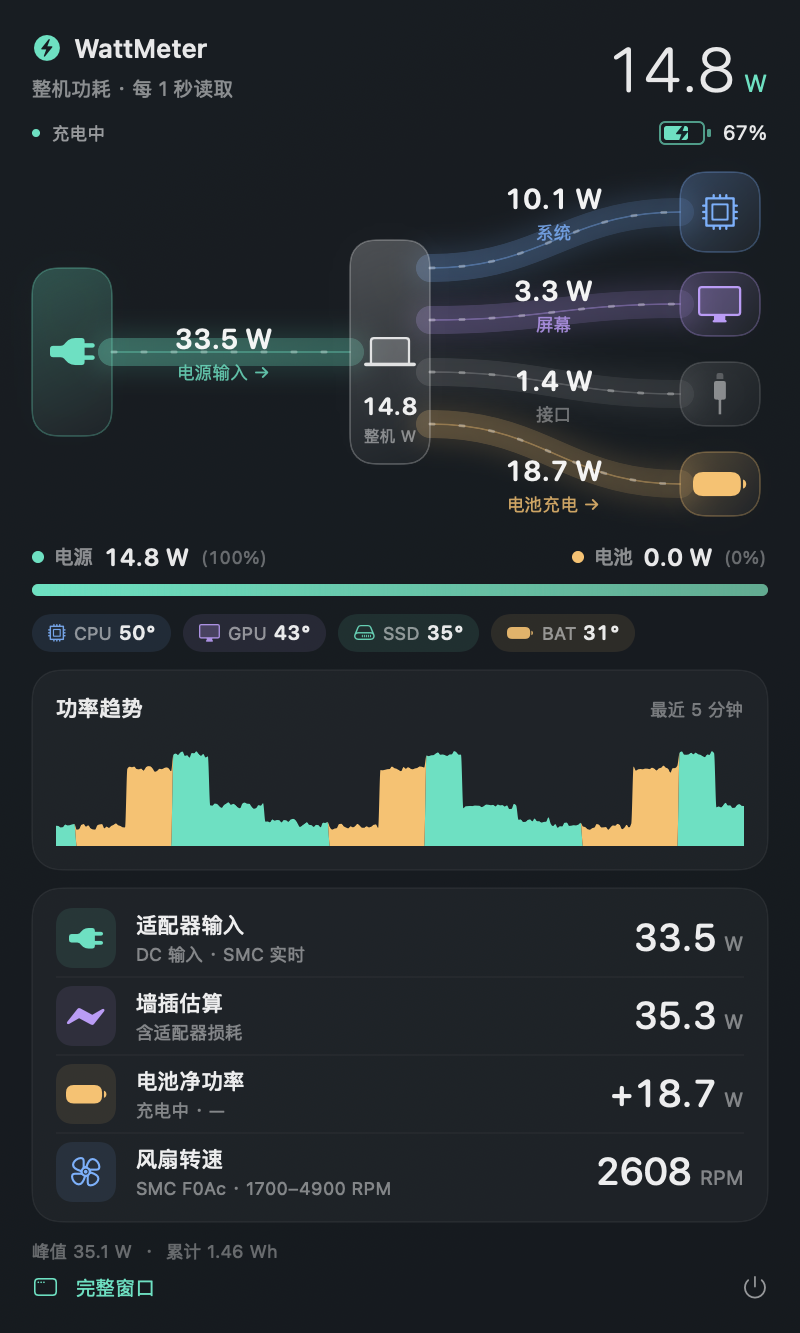 WattMeter
整机功耗 · 每 1 秒读取
14.8 W
充电中
67%
10.1 W
系统
3.3 W
屏幕
33.5 W
电源输入 →
14.8
整机 W
1.4 W
接口
18.7 W
电池充电 →
电源 14.8 W (100%)
电池 0.0 W (0%)
CPU 50° GPU 43° SSD 35° BAT 31°
功率趋势
最近 5 分钟
适配器输入
DC 输入 · SMC 实时
33.5 W
墙插估算
含适配器损耗
35.3 W
电池净功率
充电中 · —
+18.7 W
风扇转速
SMC F0Ac · 1700–4900 RPM
2608 RPM
峰值 35.1 W · 累计 1.46 Wh
完整窗口